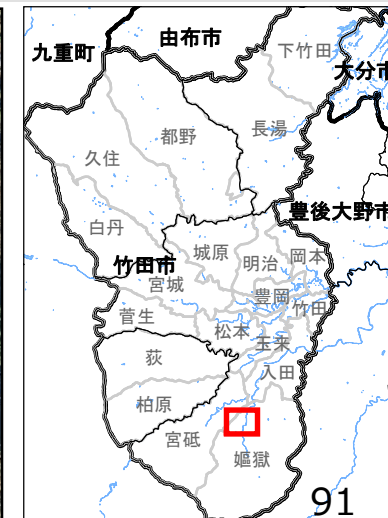 由布市
九重町
下竹田
大分市
都野
長湯
久住
白丹
豊後大野市
城原
岡本
明治
竹田市
宮城
豊岡
竹田
菅生
松本
玉来
荻
入田
柏原
宮砥
嫗獄
91